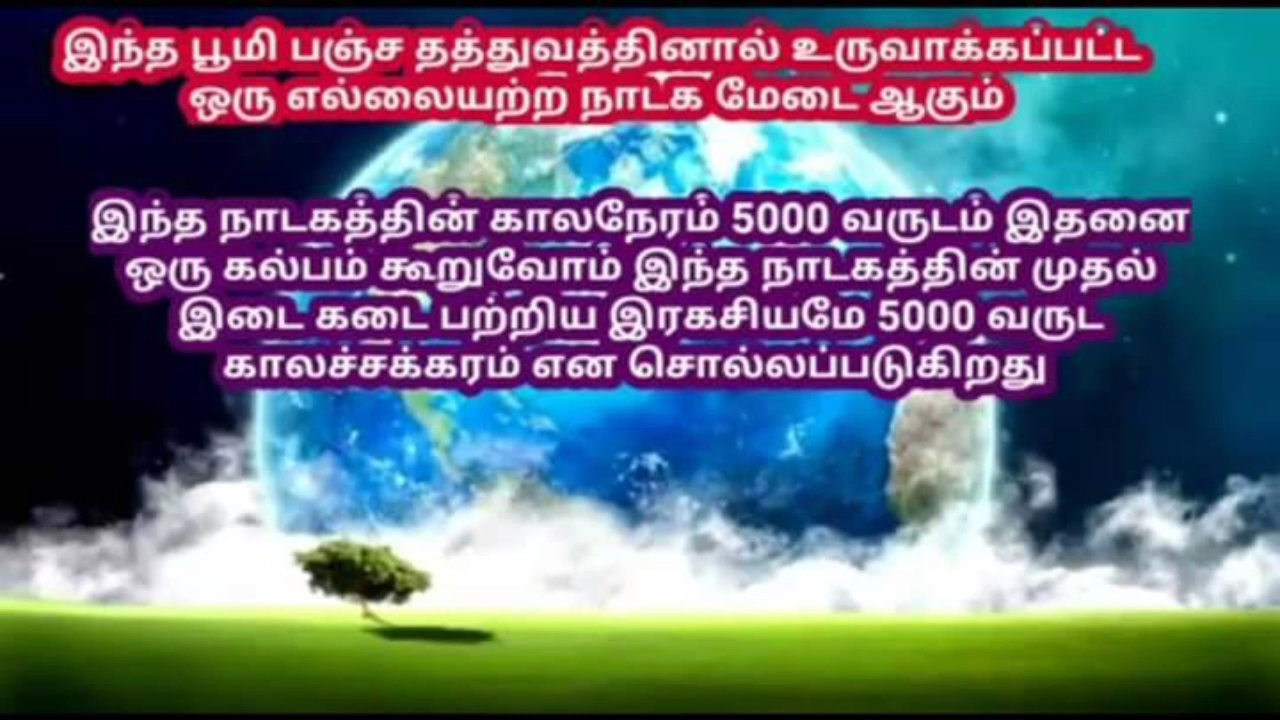 இந்த பூமி பஞ்ச தத்துவத்தினால் உருவாக்கப்பட்ட
ஒரு எல்லையற்ற நாடக மேடை ஆகும்
இந்த நாடகத்தின் காலநேரம் 5000 வருடம் இதனை
ஒரு கல்பம் கூறுவோம் இந்த நாடகத்தின் முதல்
இடை கடை பற்றிய இரகசியமே 5000 வருட
காலச்சக்கரம் என சொல்லப்படுகிறது